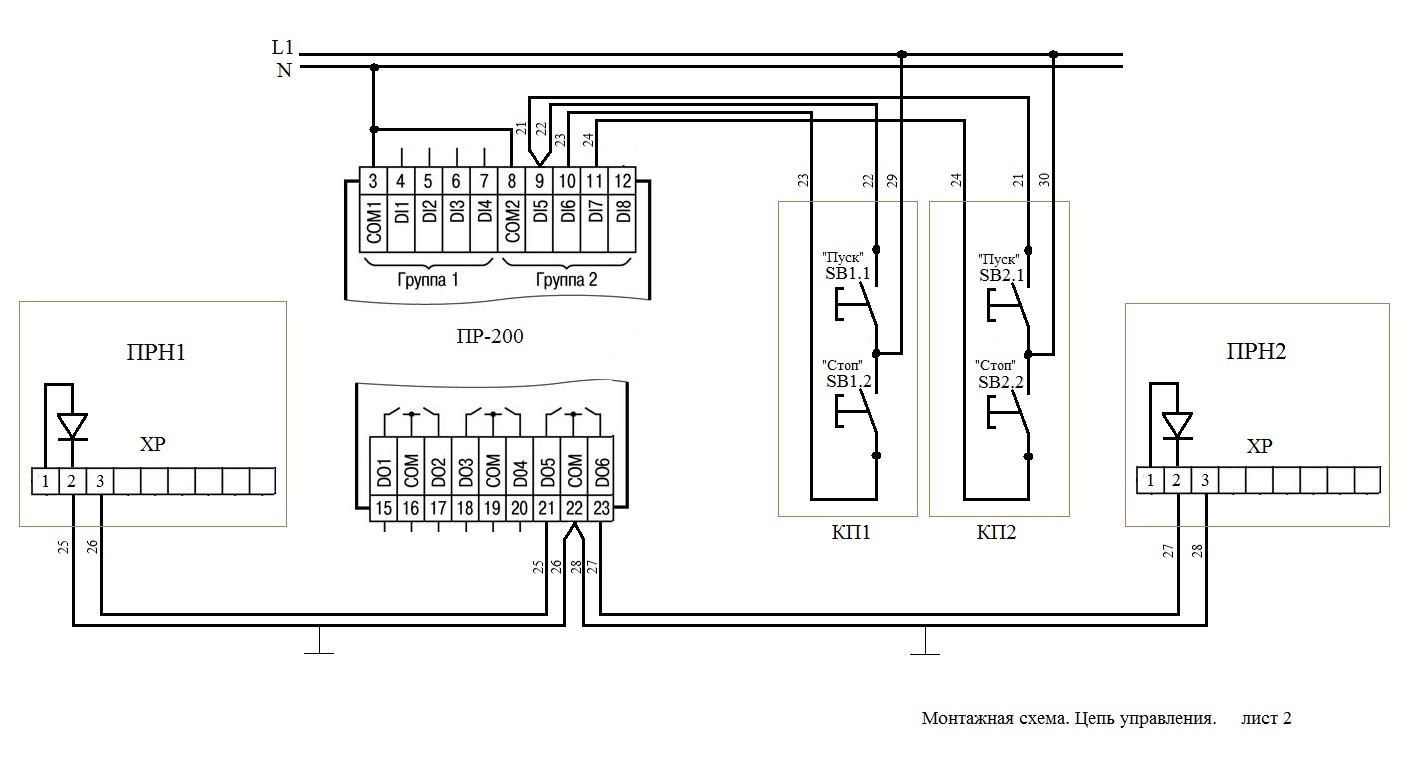 L1
N
21
22
23
24
23
22
29
24
21
30
3 4 5 6 7 8 9 10 11 12
COM1 DI1 DI2 DI3 DI4 COM2 DI5 DI6 DI7 DI8
Группа 1 Группа 2
ПР-200
"Пуск"
SB1.1
"Стоп"
SB1.2
КП1
"Пуск"
SB2.1
"Стоп"
SB2.2
КП2
ПРН1
ХР
1 2 3
25
26
DO1 COM DO2 DO3 COM DO4 DO5 COM DO6
15 16 17 18 19 20 21 22 23
25
26
28
27
ПРН2
ХР
1 2 3
27
28
Монтажная схема. Цепь управления. лист 2